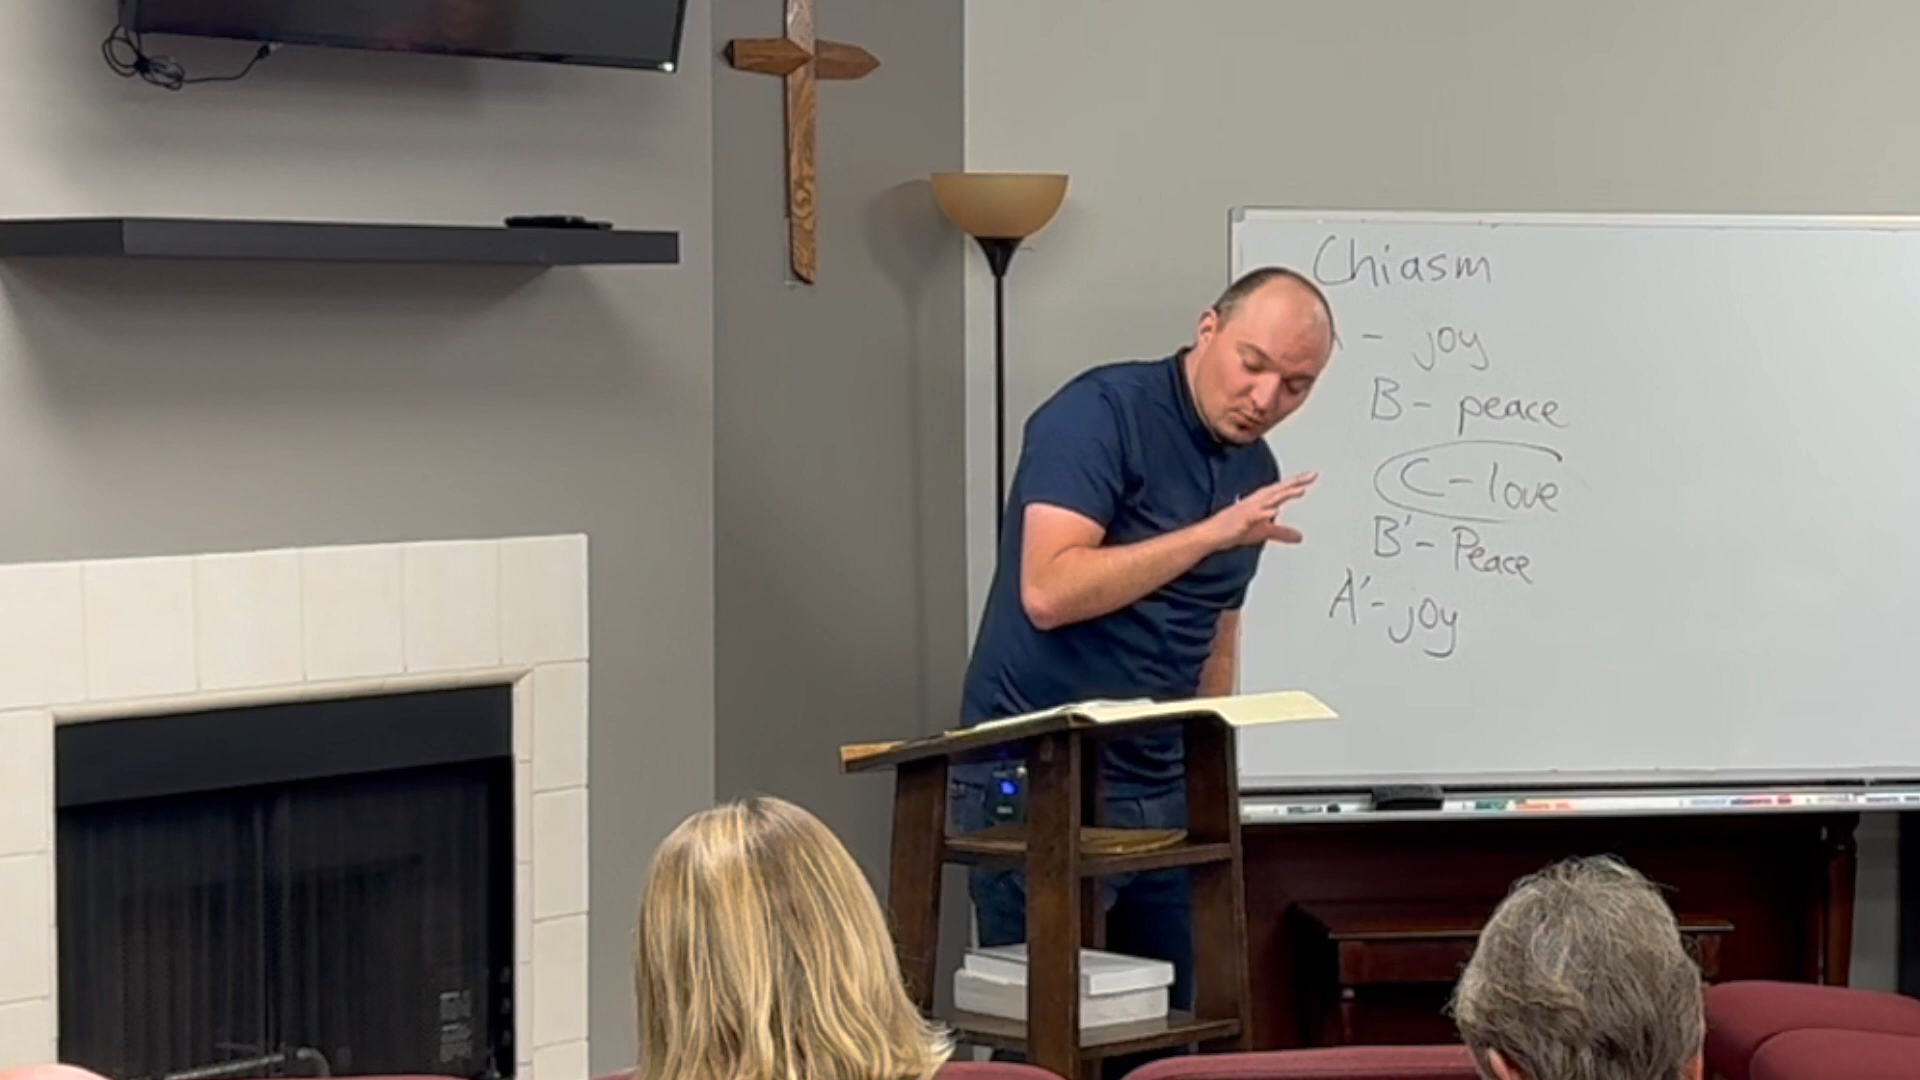 Chiasm
- joy
B - peace
C - love
B' - Peace
A' - joy